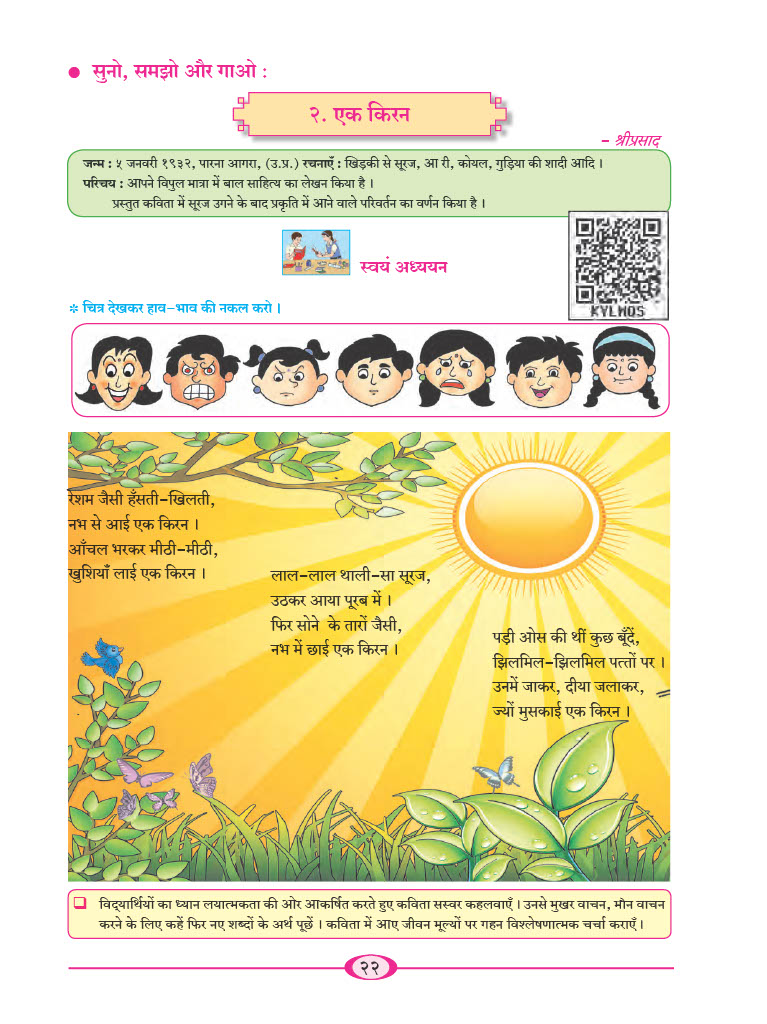 ● सुनो, समझो और गाओ :
२. एक किरन
– श्रीप्रसाद
जन्म : ५ जनवरी १९३२, पारना आगरा, (उ.प्र.) रचनाएँ : खिड़की से सूरज, आ री, कोयल, गुड़िया की शादी आदि ।
परिचय : आपने विपुल मात्रा में बाल साहित्य का लेखन किया है ।
प्रस्तुत कविता में सूरज उगने के बाद प्रकृति में आने वाले परिवर्तन का वर्णन किया है ।
स्वयं अध्ययन
KYLMOS
* चित्र देखकर हाव–भाव की नकल करो ।
रेशम जैसी हँसती–खिलती,
नभ से आई एक किरन ।
आँचल भरकर मीठी–मीठी,
खुशियाँ लाई एक किरन ।
लाल–लाल थाली–सा सूरज,
उठकर आया पूरब में ।
फिर सोने के तारों जैसी,
नभ में छाई एक किरन ।
पड़ी ओस की थीं कुछ बूँदें,
झिलमिल–झिलमिल पत्तों पर ।
उनमें जाकर, दीया जलाकर,
ज्यों मुसकाई एक किरन ।
❑ विद्यार्थियों का ध्यान लयात्मकता की ओर आकर्षित करते हुए कविता सस्वर कहलवाएँ । उनसे मुखर वाचन, मौन वाचन
करने के लिए कहें फिर नए शब्दों के अर्थ पूछें । कविता में आए जीवन मूल्यों पर गहन विश्लेषणात्मक चर्चा कराएँ ।
२२